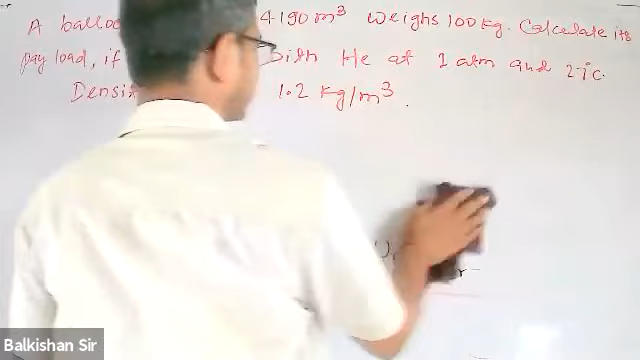 A balloo 4190 m³ weighs 100 kg. Calculate its
pay load, if with He at 1 atm and 27°c.
Densit 1.2 kg/m³.
Balkishan Sir